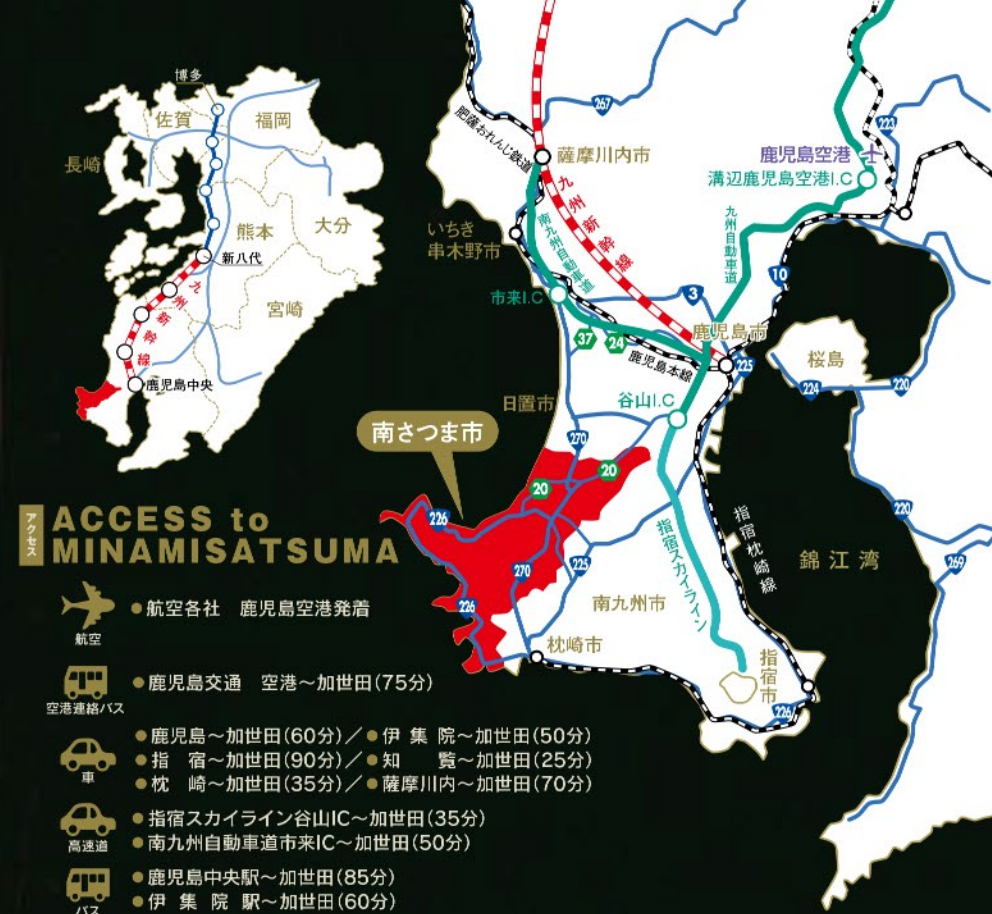 博多
佐賀
福岡
長崎
熊本
大分
新八代
宮崎
九州新幹線
鹿児島中央
267
肥薩おれんじ鉄道
薩摩川内市
九州新幹線
223
鹿児島空港
溝辺鹿児島空港I.C
いちき
串木野市
南九州自動車道
九州自動車道
市来I.C
10
3
37
24
鹿児島市
鹿児島本線
225
桜島
224
220
日置市
谷山I.C
南さつま市
270
20
20
226
220
指宿スカイライン
指宿枕崎線
錦江湾
269
270
225
226
南九州市
枕崎市
指宿市
226
アクセス
ACCESS to
MINAMISATSUMA
航空
●航空各社 鹿児島空港発着
空港連絡バス
●鹿児島交通 空港～加世田(75分)
車
●鹿児島～加世田(60分)／●伊集院～加世田(50分)
●指宿～加世田(90分)／●知覧～加世田(25分)
●枕崎～加世田(35分)／●薩摩川内～加世田(70分)
高速道
●指宿スカイライン谷山IC～加世田(35分)
●南九州自動車道市来IC～加世田(50分)
バス
●鹿児島中央駅～加世田(85分)
●伊集院駅～加世田(60分)